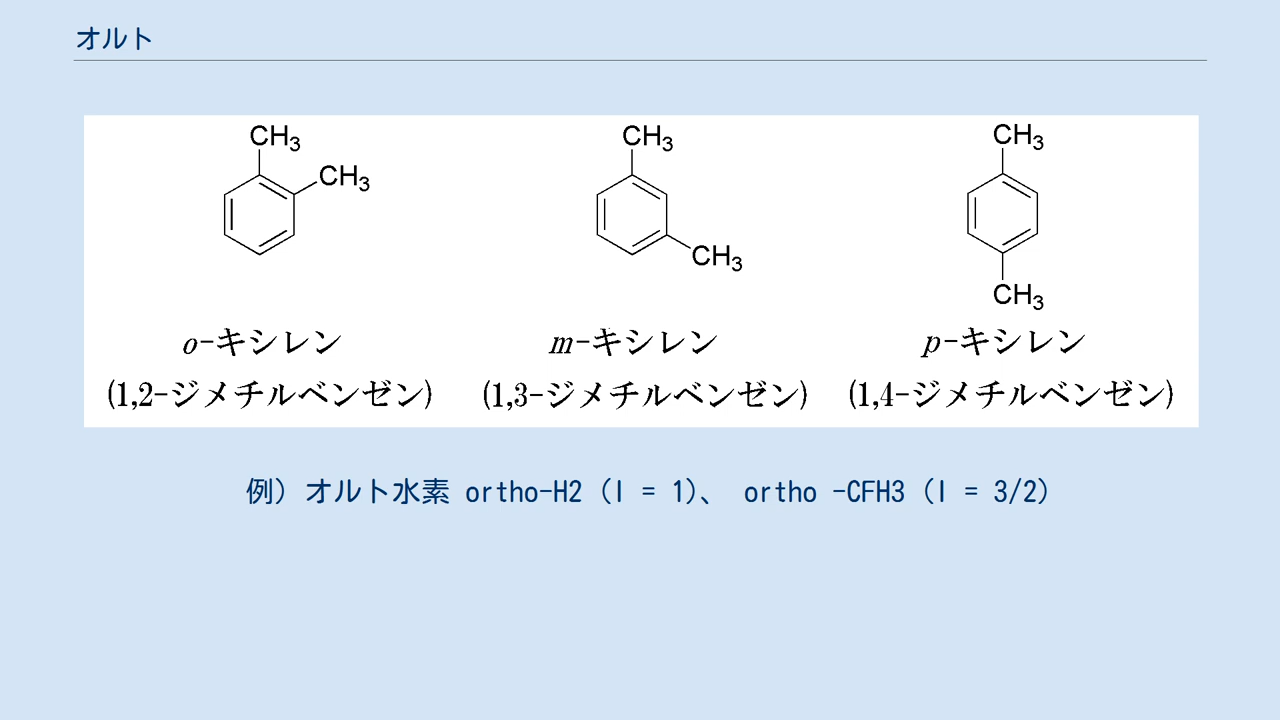 オルト
CH3
CH3
CH3
CH3
CH3
CH3
o-キシレン
m-キシレン
p-キシレン
(1,2-ジメチルベンゼン)
(1,3-ジメチルベンゼン)
(1,4-ジメチルベンゼン)
例）オルト水素 ortho-H2（I = 1）、 ortho -CFH3（I = 3/2）